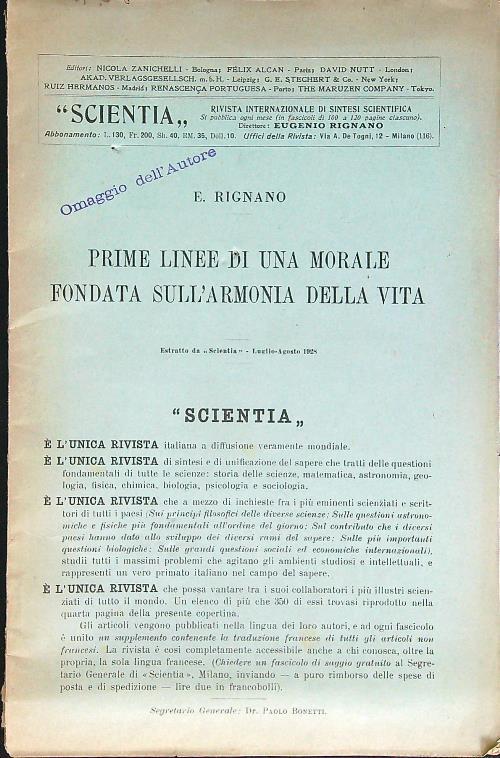 Editori: NICOLA ZANICHELLI - Bologna; FÉLIX ALCAN - Paris; DAVID NUTT - London;
AKAD. VERLAGSGESELLSCH. m. b. H. - Leipzig; G. E. STECHERT & Co. - New York;
RUIZ HERMANOS - Madrid; RENASCENÇA PORTUGUESA - Porto; THE MARUZEN COMPANY - Tokyo.
"SCIENTIA„
RIVISTA INTERNAZIONALE DI SINTESI SCIENTIFICA
Si pubblica ogni mese (in fascicoli di 100 a 120 pagine ciascuno).
Direttore: EUGENIO RIGNANO
Abbonamento: L. 130, Fr. 200, Sh. 40, RM. 35, Doll. 10. Uffici della Rivista: Via A. De Togni, 12 - Milano (116).
Omaggio dell'Autore
E. RIGNANO
PRIME LINEE DI UNA MORALE
FONDATA SULL'ARMONIA DELLA VITA
Estratto da „Scientia" - Luglio-Agosto 1928
"SCIENTIA„
È L'UNICA RIVISTA italiana a diffusione veramente mondiale.
È L'UNICA RIVISTA di sintesi e di unificazione del sapere che tratti delle questioni
fondamentali di tutte le scienze: storia delle scienze, matematica, astronomia, geo-
logia, fisica, chimica, biologia, psicologia e sociologia.
È L'UNICA RIVISTA che a mezzo di inchieste fra i più eminenti scienziati e scrit-
tori di tutti i paesi (Sui principî filosofici delle diverse scienze; Sulle questioni astrono-
miche e fisiche più fondamentali all'ordine del giorno; Sul contributo che i diversi
paesi hanno dato allo sviluppo dei diversi rami del sapere; Sulle più importanti
questioni biologiche; Sulle grandi questioni sociali ed economiche internazionali),
studii tutti i massimi problemi che agitano gli ambienti studiosi e intellettuali, e
rappresenti un vero primato italiano nel campo del sapere.
È L'UNICA RIVISTA che possa vantare tra i suoi collaboratori i più illustri scien-
ziati di tutto il mondo. Un elenco di più che 350 di essi trovasi riprodotto nella
quarta pagina della presente copertina.
Gli articoli vengono pubblicati nella lingua dei loro autori, e ad ogni fascicolo
è unito un supplemento contenente la traduzione francese di tutti gli articoli non
francesi. La rivista è così completamente accessibile anche a chi conosca, oltre la
propria, la sola lingua francese. (Chiedere un fascicolo di saggio gratuito al Segre-
tario Generale di «Scientia», Milano, inviando — a puro rimborso delle spese di
posta e di spedizione — lire due in francobolli).
Segretario Generale: Dr. PAOLO BONETTI.